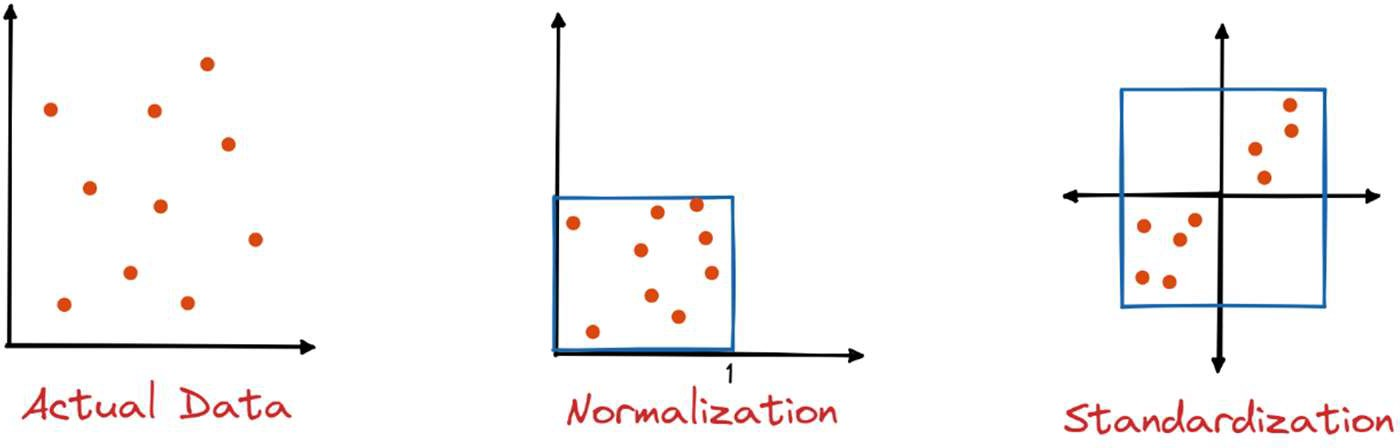 1
Actual Data
Normalization
Standardization